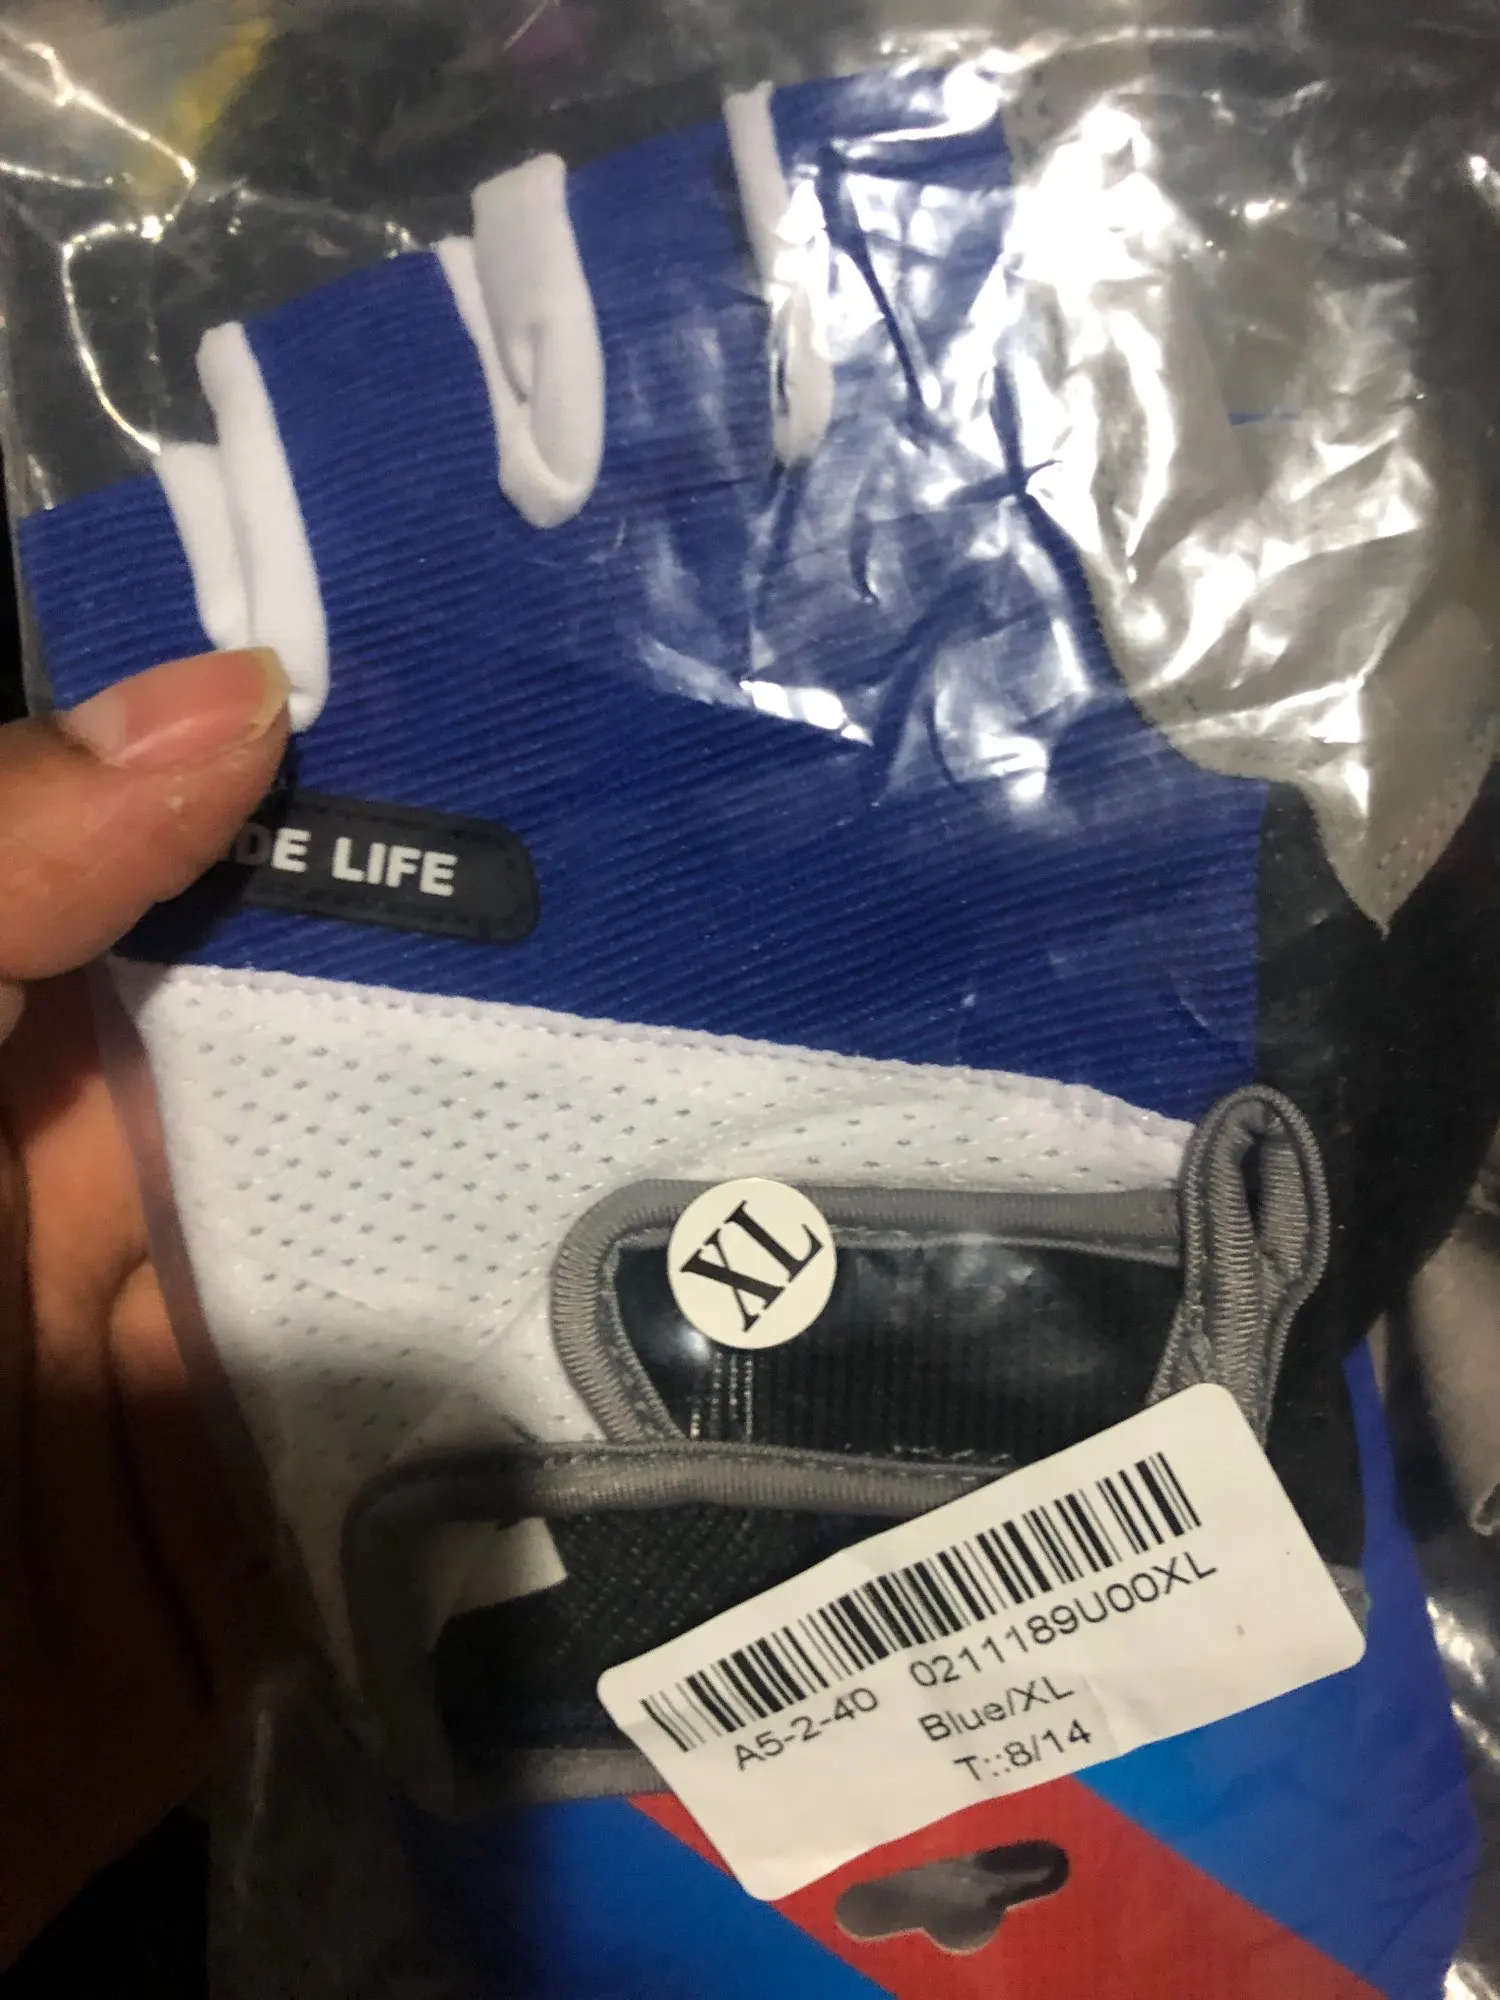 DE LIFE
XL
A5-2-40 0211189U00XL
Blue/XL
T::8/14